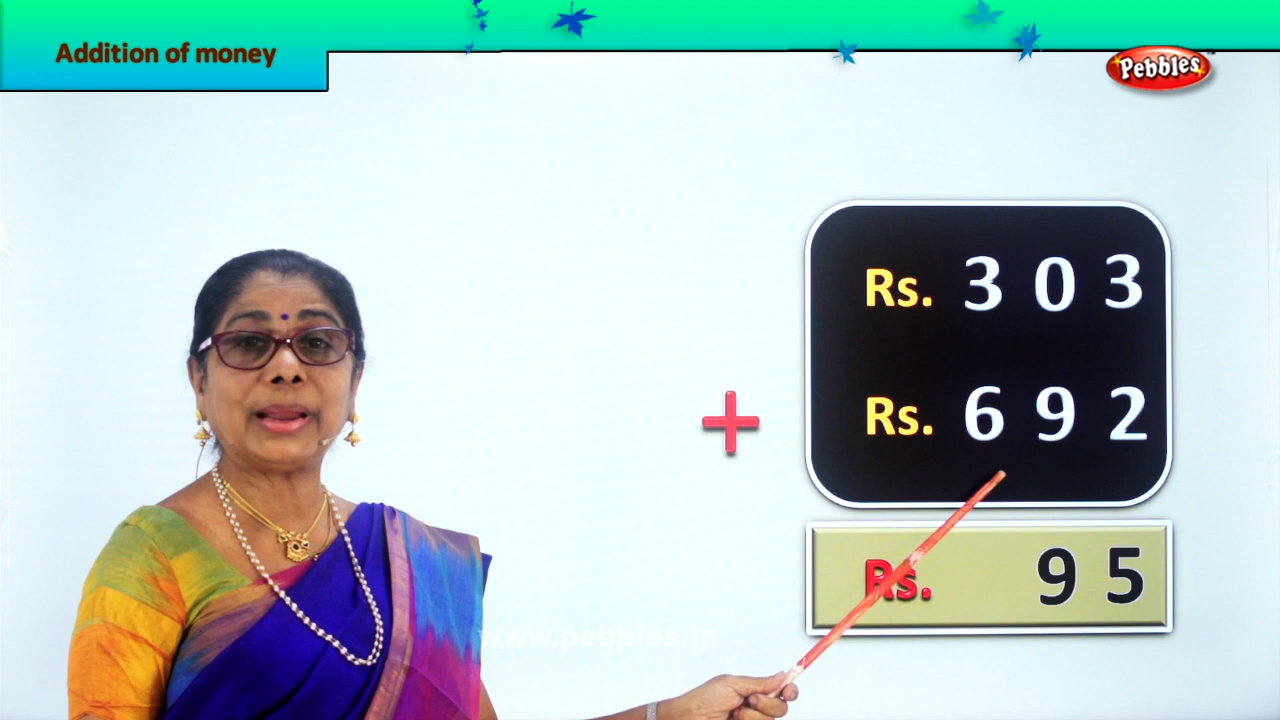 Addition of money
Pebbles
Rs. 3 0 3
+ Rs. 6 9 2
Rs. 9 5
www.pebbles.in